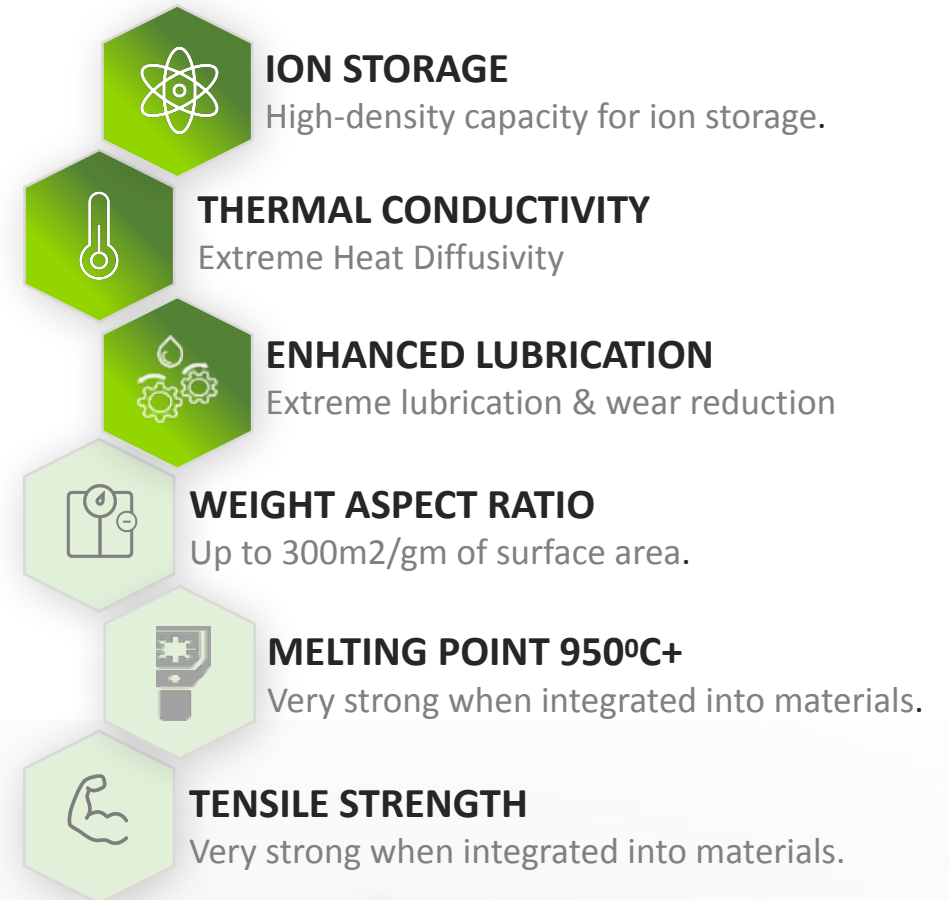 ION STORAGE
High-density capacity for ion storage.
THERMAL CONDUCTIVITY
Extreme Heat Diffusivity
ENHANCED LUBRICATION
Extreme lubrication & wear reduction
WEIGHT ASPECT RATIO
Up to 300m2/gm of surface area.
MELTING POINT 950⁰C+
Very strong when integrated into materials.
TENSILE STRENGTH
Very strong when integrated into materials.